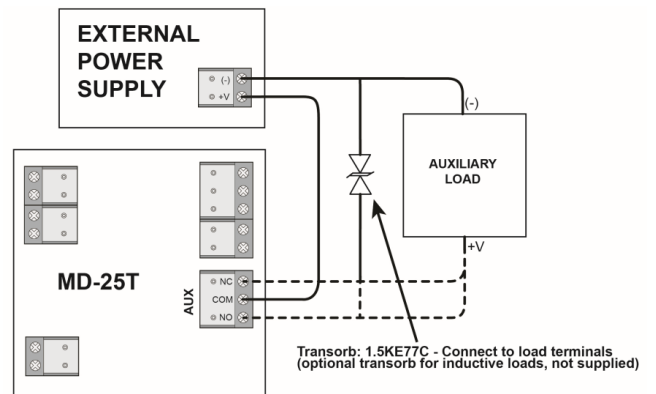 EXTERNAL
POWER
SUPPLY
(-)
+V
(-)
AUXILIARY
LOAD
+V
MD-25T
AUX
NC
COM
NO
Transorb: 1.5KE77C - Connect to load terminals
(optional transorb for inductive loads, not supplied)